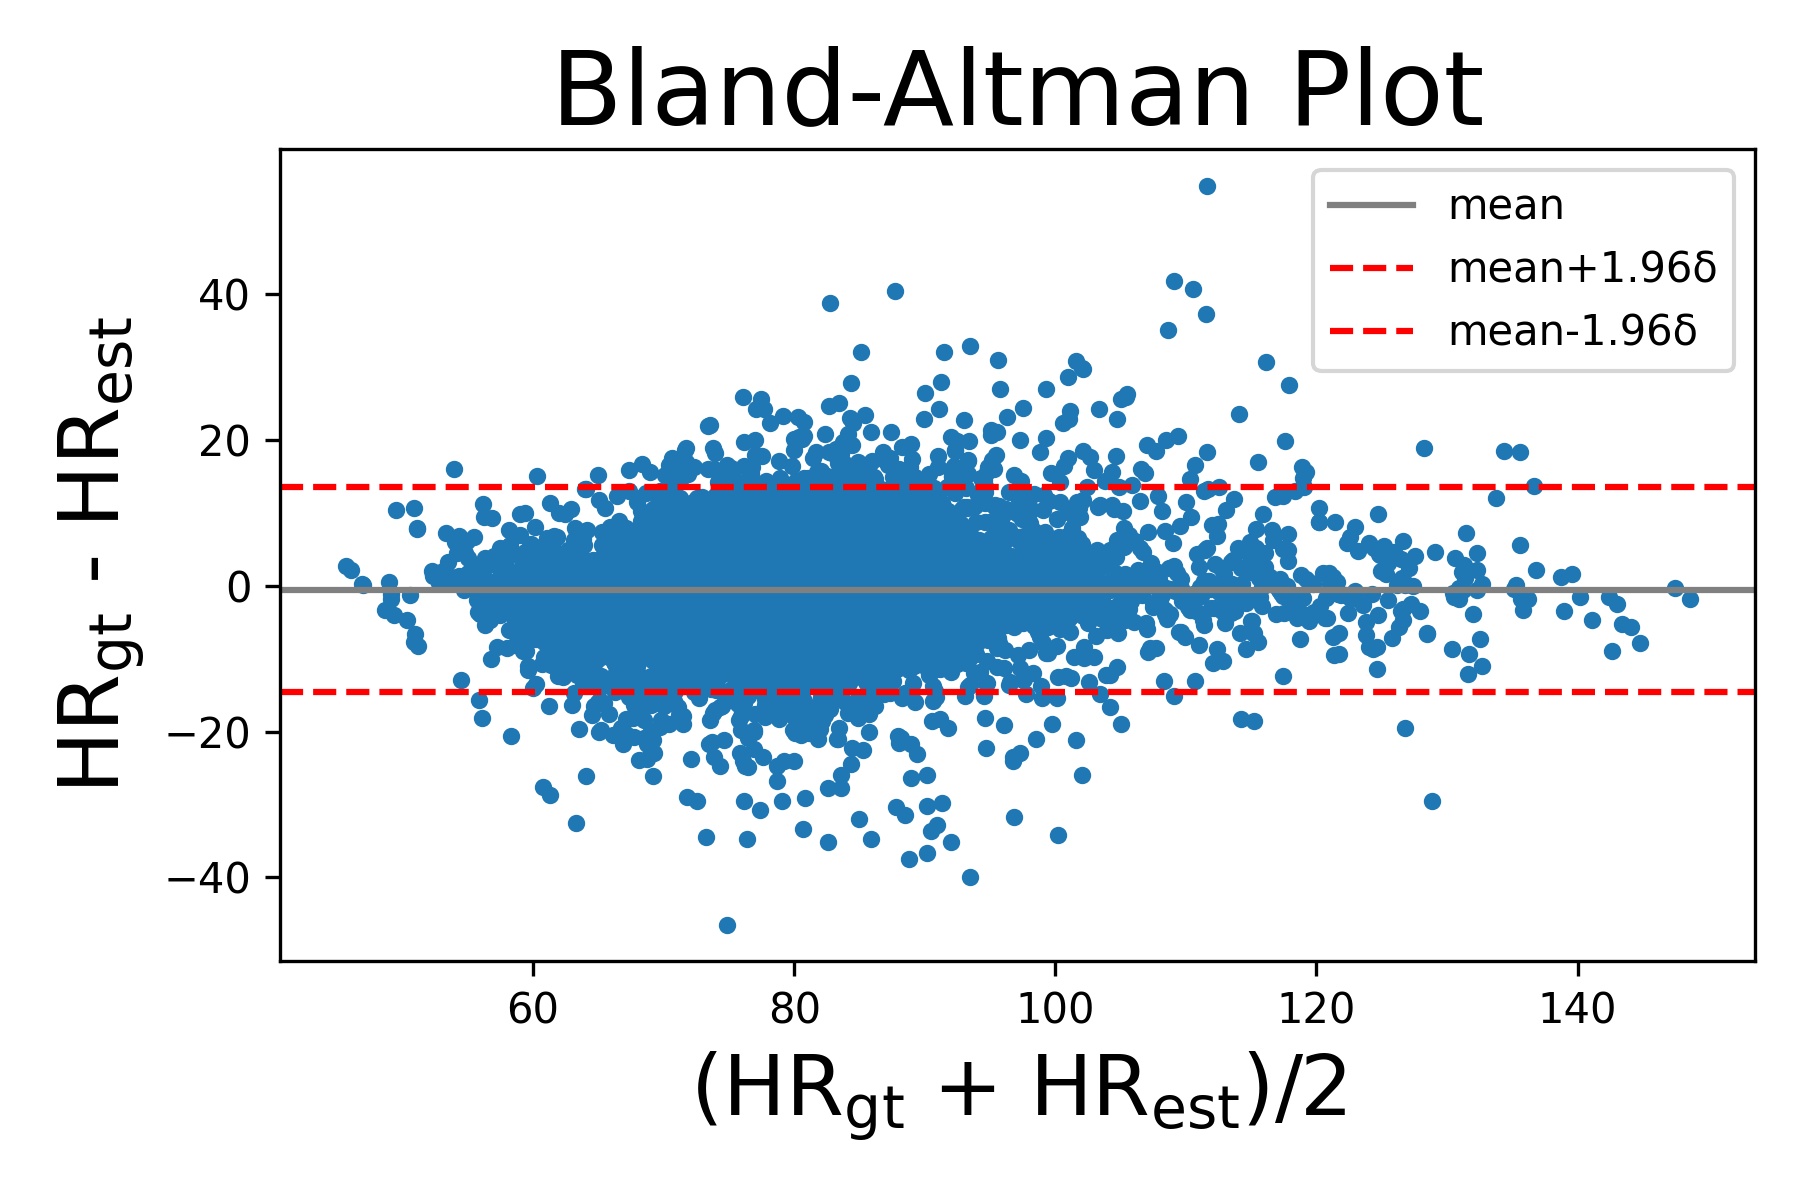 Bland-Altman Plot
mean
mean+1.96δ
mean-1.96δ
HRgt - HRest
40
20
0
−20
−40
60 80 100 120 140
(HRgt + HRest)/2